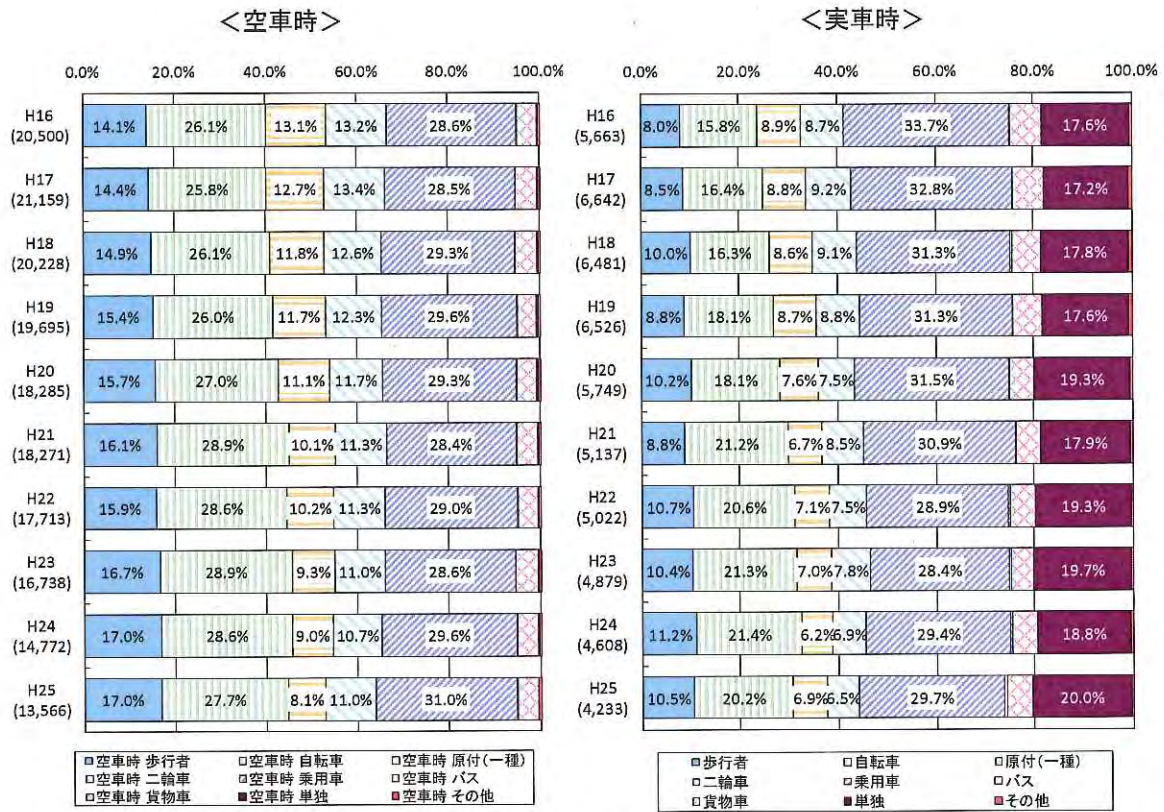 ＜空車時＞
0.0% 20.0% 40.0% 60.0% 80.0% 100.0%
H16 14.1% 26.1% 13.1% 13.2% 28.6%
(20,500)
H17 14.4% 25.8% 12.7% 13.4% 28.5%
(21,159)
H18 14.9% 26.1% 11.8% 12.6% 29.3%
(20,228)
H19 15.4% 26.0% 11.7% 12.3% 29.6%
(19,695)
H20 15.7% 27.0% 11.1% 11.7% 29.3%
(18,285)
H21 16.1% 28.9% 10.1% 11.3% 28.4%
(18,271)
H22 15.9% 28.6% 10.2% 11.3% 29.0%
(17,713)
H23 16.7% 28.9% 9.3% 11.0% 28.6%
(16,738)
H24 17.0% 28.6% 9.0% 10.7% 29.6%
(14,772)
H25 17.0% 27.7% 8.1% 11.0% 31.0%
(13,566)
空車時 歩行者 空車時 自転車 空車時 原付(一種)
空車時 二輪車 空車時 乗用車 空車時 バス
空車時 貨物車 空車時 単独 空車時 その他
＜実車時＞
0.0% 20.0% 40.0% 60.0% 80.0% 100.0%
H16 8.0% 15.8% 8.9% 8.7% 33.7% 17.6%
(5,663)
H17 8.5% 16.4% 8.8% 9.2% 32.8% 17.2%
(6,642)
H18 10.0% 16.3% 8.6% 9.1% 31.3% 17.8%
(6,481)
H19 8.8% 18.1% 8.7% 8.8% 31.3% 17.6%
(6,526)
H20 10.2% 18.1% 7.6% 7.5% 31.5% 19.3%
(5,749)
H21 8.8% 21.2% 6.7% 8.5% 30.9% 17.9%
(5,137)
H22 10.7% 20.6% 7.1% 7.5% 28.9% 19.3%
(5,022)
H23 10.4% 21.3% 7.0% 7.8% 28.4% 19.7%
(4,879)
H24 11.2% 21.4% 6.2% 6.9% 29.4% 18.8%
(4,608)
H25 10.5% 20.2% 6.9% 6.5% 29.7% 20.0%
(4,233)
歩行者 自転車 原付(一種)
二輪車 乗用車 バス
貨物車 単独 その他